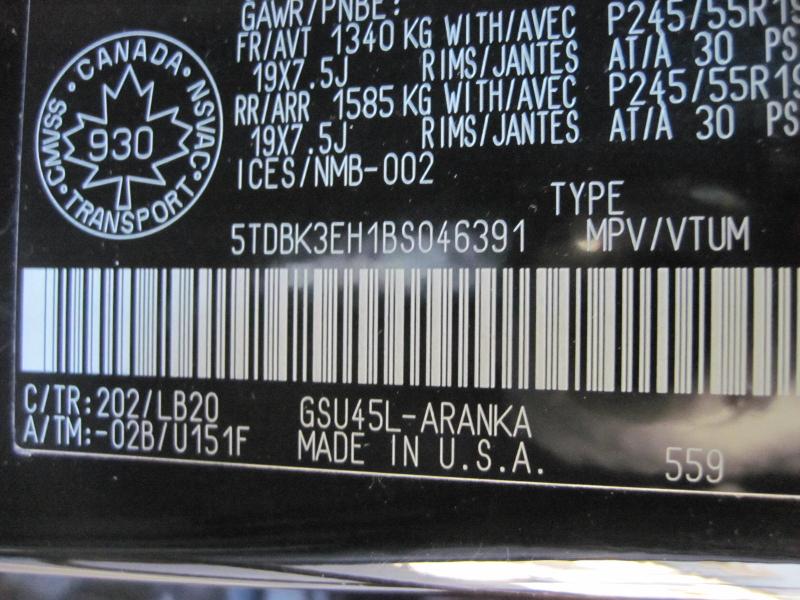 GAWR/PNBE:
FR/AVT 1340 KG WITH/AVEC P245/55R19
19X7.5J RIMS/JANTES AT/A 30 PS
RR/ARR 1585 KG WITH/AVEC P245/55R19
19X7.5J RIMS/JANTES AT/A 30 PS
ICES/NMB-002
CANADA · NSVAC · TRANSPORT · CMVSS ·
930
TYPE
5TDBK3EH1BS046391 MPV/VTUM
C/TR:202/LB20 GSU45L-ARANKA
A/TM:-02B/U151F MADE IN U.S.A.
559